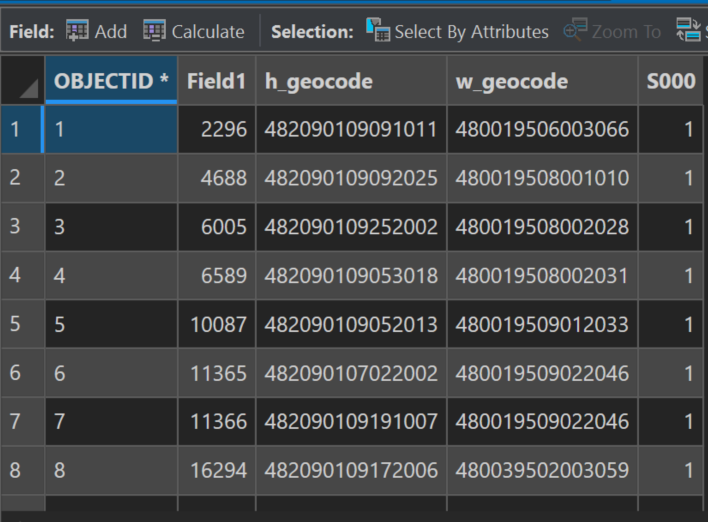 Field: Add Calculate Selection: Select By Attributes Zoom To
OBJECTID * Field1 h_geocode w_geocode S000
1 1 2296 482090109091011 480019506003066 1
2 2 4688 482090109092025 480019508001010 1
3 3 6005 482090109252002 480019508002028 1
4 4 6589 482090109053018 480019508002031 1
5 5 10087 482090109052013 480019509012033 1
6 6 11365 482090107022002 480019509022046 1
7 7 11366 482090109191007 480019509022046 1
8 8 16294 482090109172006 480039502003059 1